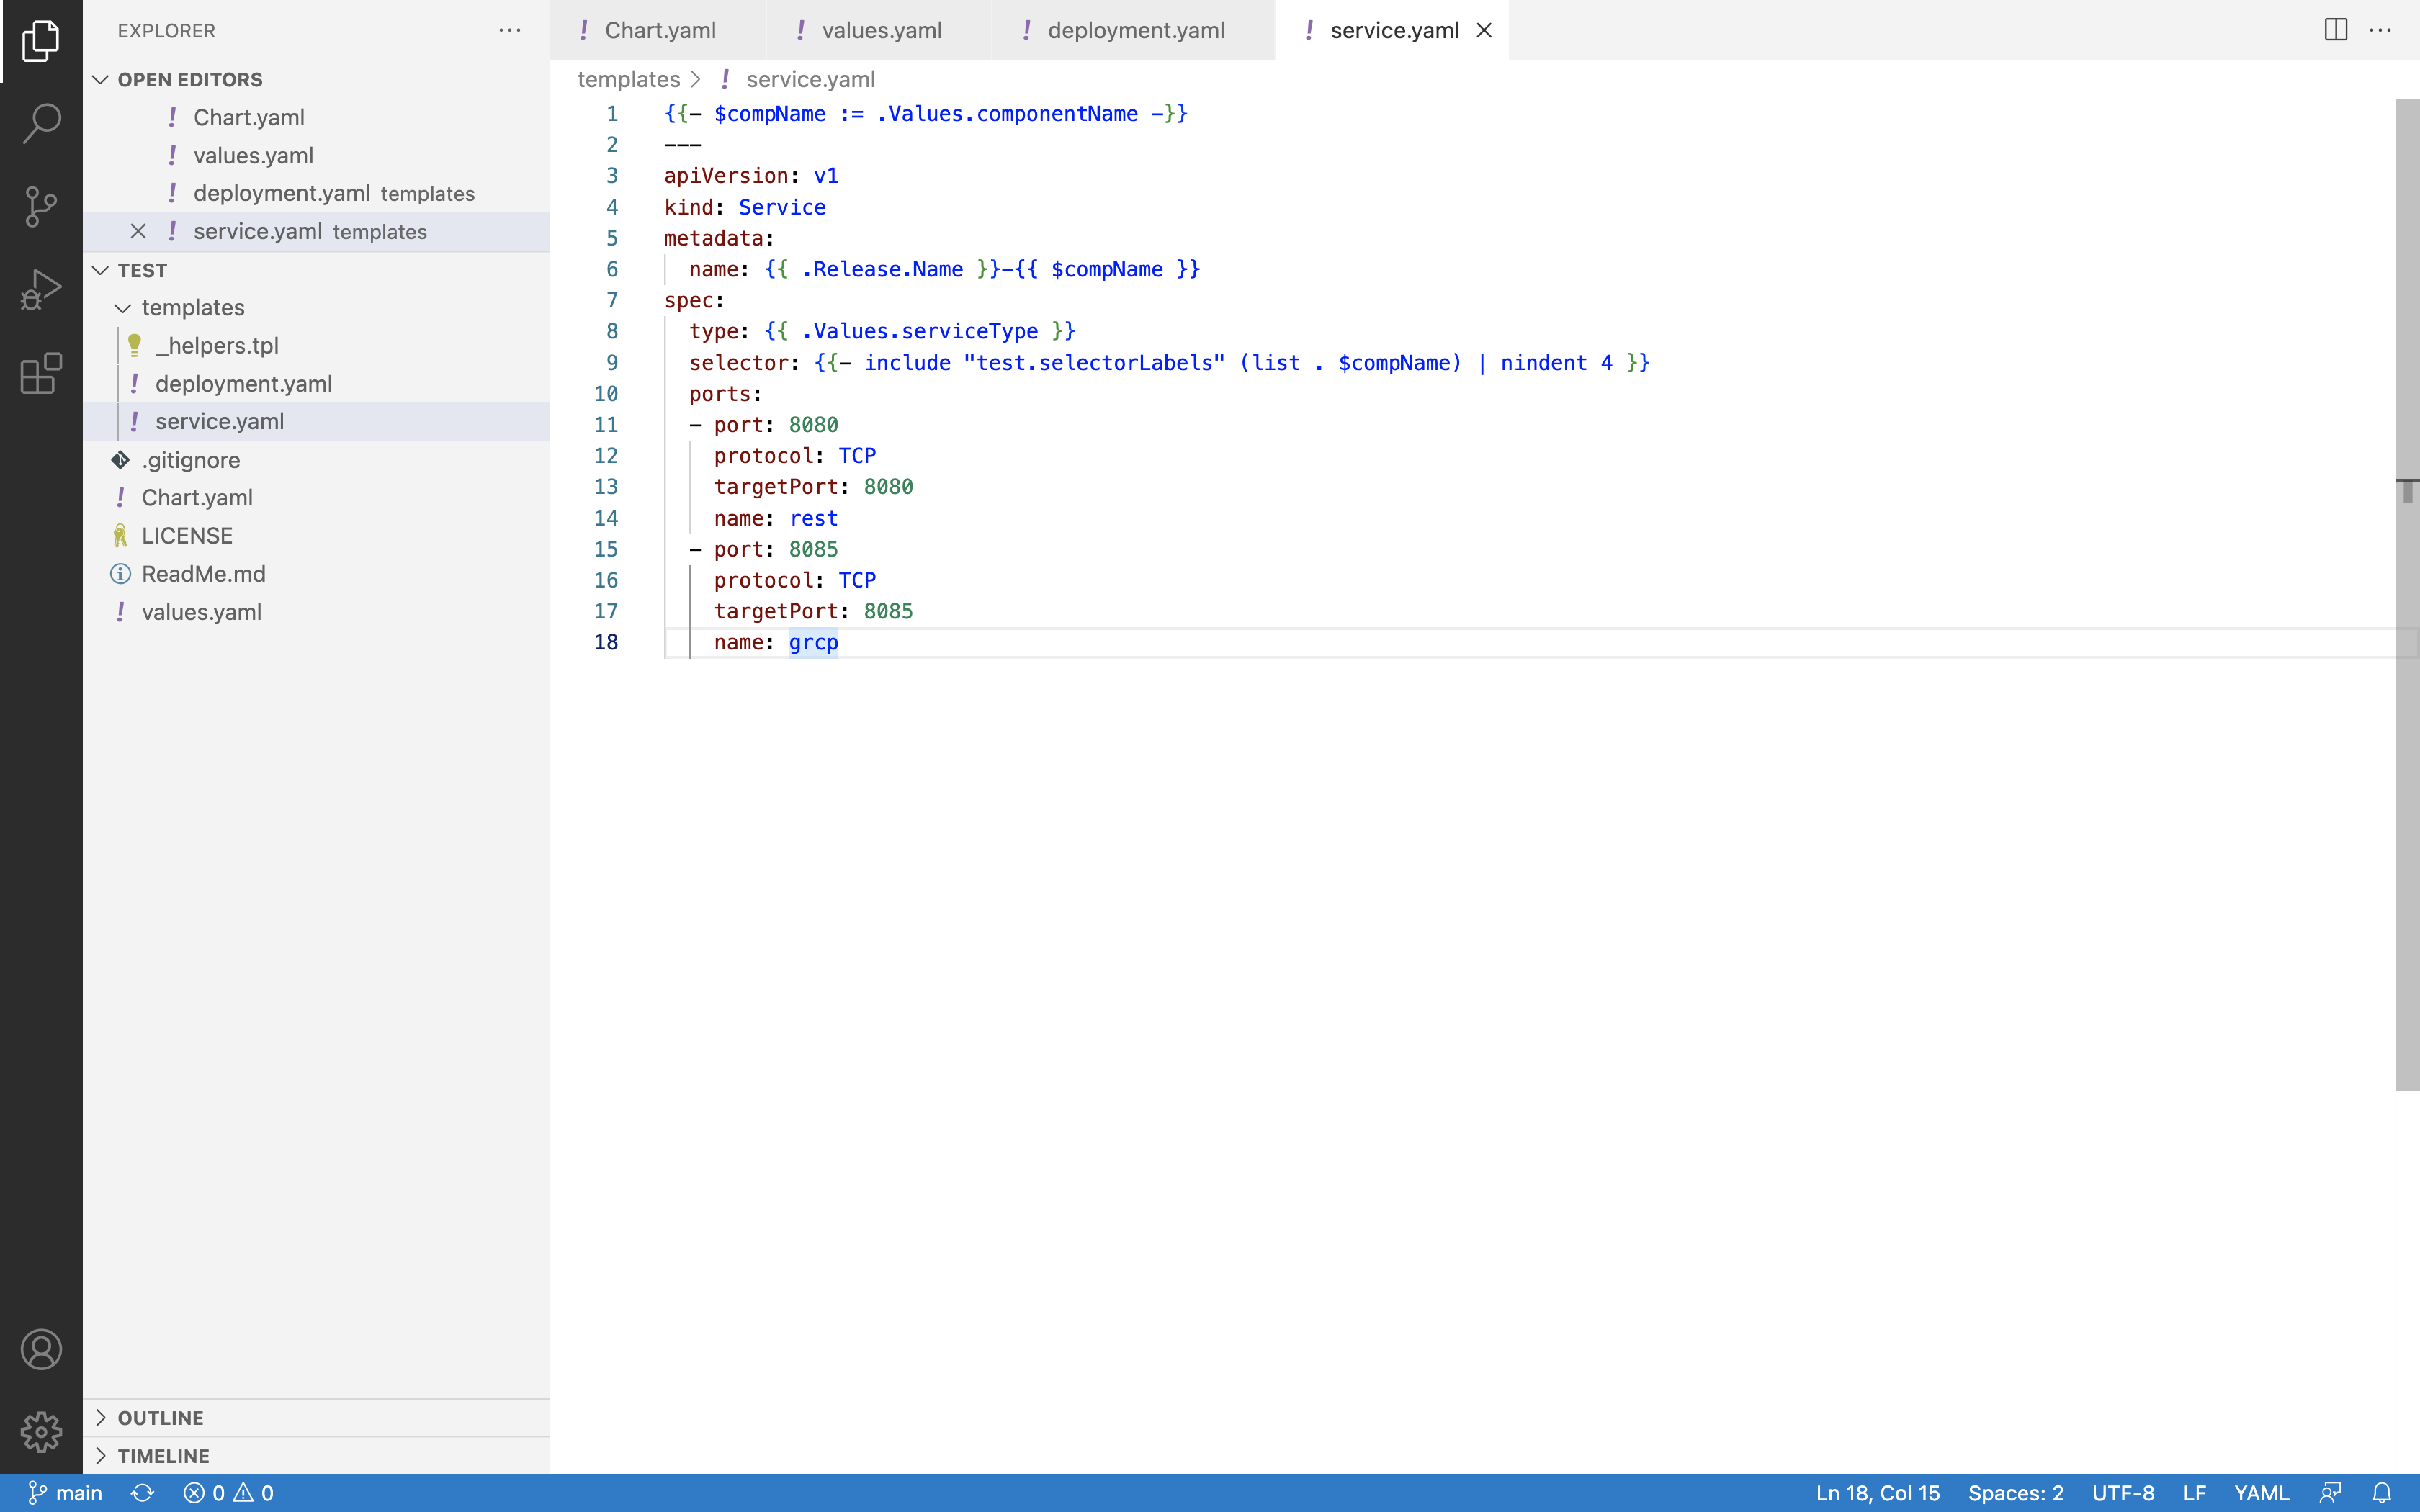 EXPLORER
OPEN EDITORS
! Chart.yaml
! values.yaml
! deployment.yaml templates
! service.yaml templates
TEST
templates
_helpers.tpl
! deployment.yaml
! service.yaml
.gitignore
! Chart.yaml
LICENSE
ReadMe.md
! values.yaml
OUTLINE
TIMELINE
! Chart.yaml ! values.yaml ! deployment.yaml ! service.yaml
templates > ! service.yaml
1 {{- $compName := .Values.componentName -}}
2 ---
3 apiVersion: v1
4 kind: Service
5 metadata:
6   name: {{ .Release.Name }}-{{ $compName }}
7 spec:
8   type: {{ .Values.serviceType }}
9   selector: {{- include "test.selectorLabels" (list . $compName) | nindent 4 }}
10   ports:
11   - port: 8080
12     protocol: TCP
13     targetPort: 8080
14     name: rest
15   - port: 8085
16     protocol: TCP
17     targetPort: 8085
18     name: grcp
main 0 0 Ln 18, Col 15 Spaces: 2 UTF-8 LF YAML